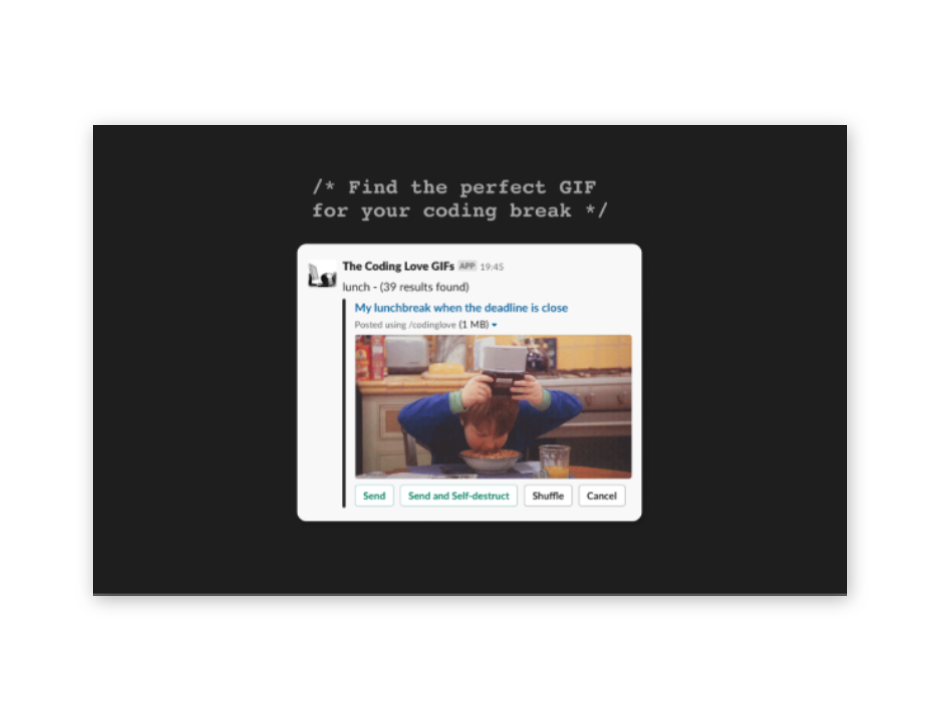 /* Find the perfect GIF
for your coding break */
The Coding Love GIFs APP 19:45
lunch - (39 results found)
My lunchbreak when the deadline is close
Posted using /codinglove (1 MB)
Send Send and Self-destruct Shuffle Cancel